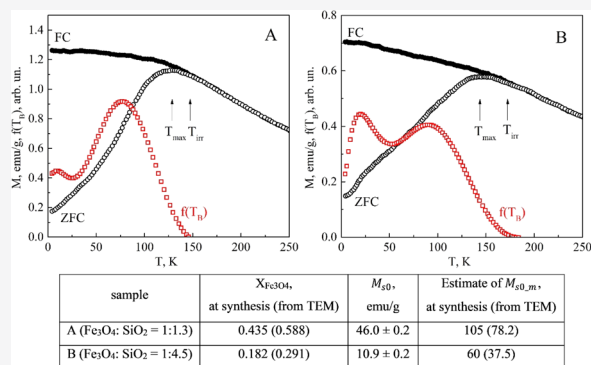 FC
A
T_max T_irr
ZFC
f(T_B)
M, emu/g, f(T_B), arb. un.
1.4
1.2
1.0
0.8
0.6
0.4
0.2
0.0
0 25 50 75 100 125 150 175 200 225 250
T, K
FC
B
T_max T_irr
ZFC
f(T_B)
M, emu/g, f(T_B), arb. un.
0.8
0.6
0.4
0.2
0 50 100 150 200 250
T, K
sample X_Fe3O4, at synthesis (from TEM) M_s0, emu/g Estimate of M_s0_m, at synthesis (from TEM)
A (Fe₃O₄: SiO₂ = 1:1.3) 0.435 (0.588) 46.0 ± 0.2 105 (78.2)
B (Fe₃O₄: SiO₂ = 1:4.5) 0.182 (0.291) 10.9 ± 0.2 60 (37.5)